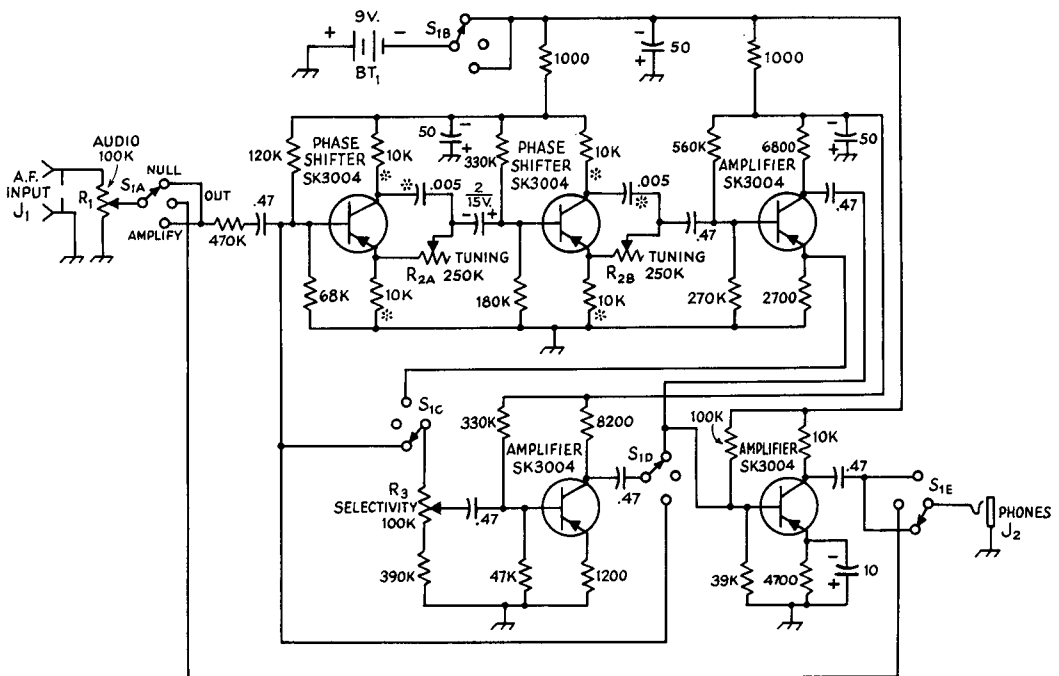 9V.
+
-
BT1
S1B
1000
-
50
+
1000
AUDIO
100K
NULL
A.F.
INPUT
J1
R1
S1A
OUT
AMPLIFY
470K
.47
120K
PHASE
SHIFTER
SK3004
10K
*
50
-
+
330K
* .005
2
15V.
- +
PHASE
SHIFTER
SK3004
10K
*
.005
*
560K
6800
AMPLIFIER
SK3004
-
50
+
.47
.47
R2A
TUNING
250K
R2B
TUNING
250K
68K
10K
*
180K
10K
*
270K
2700
S1C
330K
8200
AMPLIFIER
SK3004
S1D
.47
R3
SELECTIVITY
100K
.47
390K
47K
1200
100K
10K
AMPLIFIER
SK3004
.47
S1E
PHONES
J2
39K
4700
-
+
10